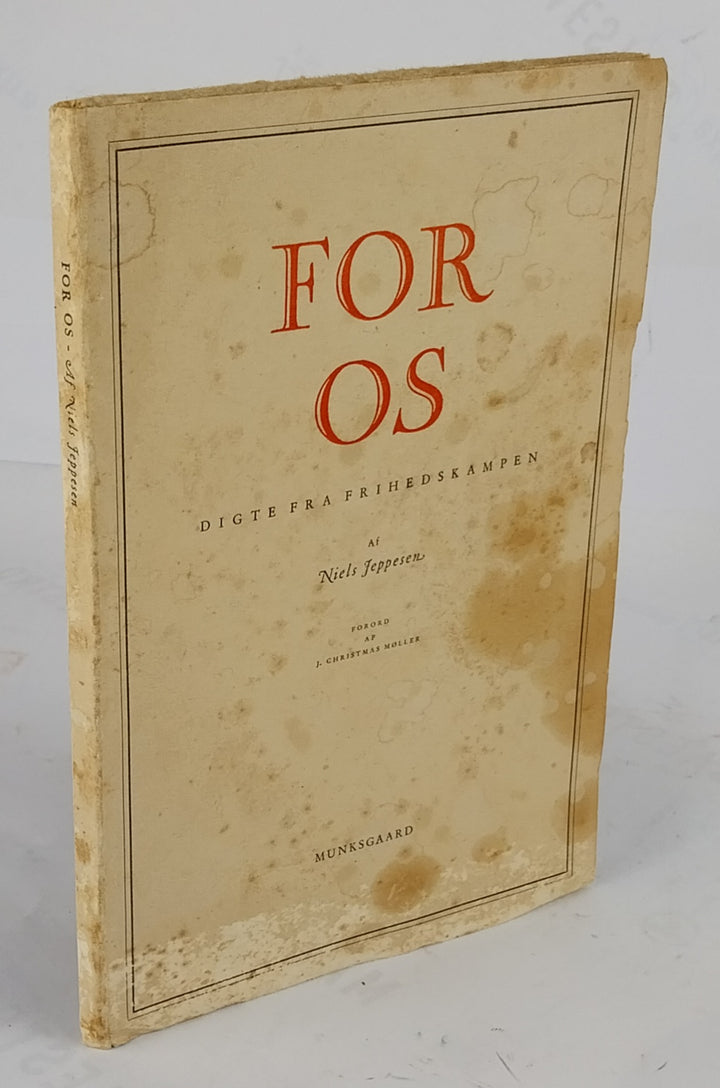 FOR OS - Af Niels Jeppesen
FOR
OS
DIGTE FRA FRIHEDSKAMPEN
Af
Niels Jeppesen
FORORD
AF
J. CHRISTMAS MØLLER
MUNKSGAARD